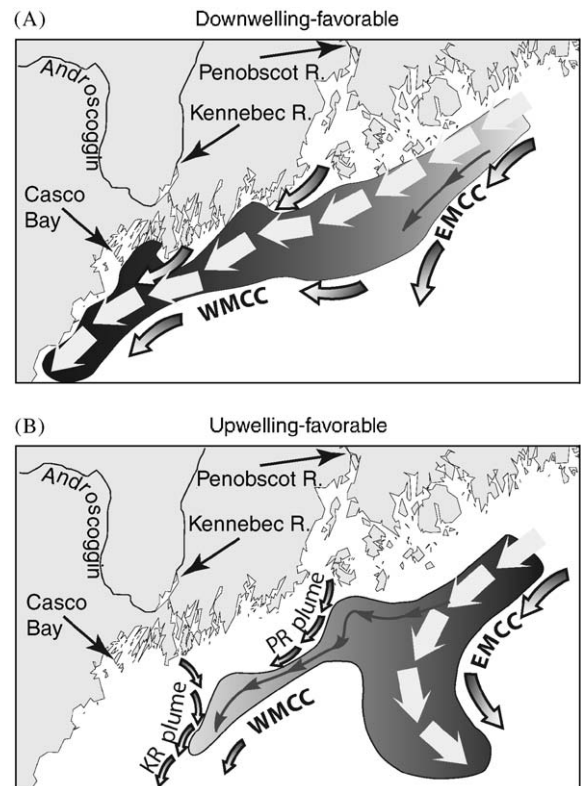 (A) Downwelling-favorable
Androscoggin
Penobscot R.
Kennebec R.
Casco
Bay
EMCC
WMCC
(B) Upwelling-favorable
Androscoggin
Penobscot R.
Kennebec R.
Casco
Bay
PR plume
EMCC
WMCC
KR plume